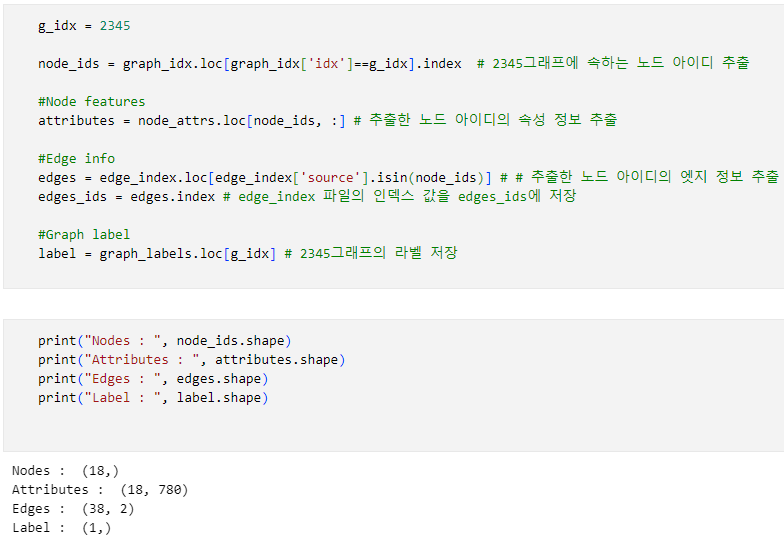 g_idx = 2345
node_ids = graph_idx.loc[graph_idx['idx']==g_idx].index  # 2345그래프에 속하는 노드 아이디 추출
#Node features
attributes = node_attrs.loc[node_ids, :] # 추출한 노드 아이디의 속성 정보 추출
#Edge info
edges = edge_index.loc[edge_index['source'].isin(node_ids)] # # 추출한 노드 아이디의 엣지 정보 추출
edges_ids = edges.index # edge_index 파일의 인덱스 값을 edges_ids에 저장
#Graph label
label = graph_labels.loc[g_idx] # 2345그래프의 라벨 저장
print("Nodes : ", node_ids.shape)
print("Attributes : ", attributes.shape)
print("Edges : ", edges.shape)
print("Label : ", label.shape)
Nodes :  (18,)
Attributes :  (18, 780)
Edges :  (38, 2)
Label :  (1,)